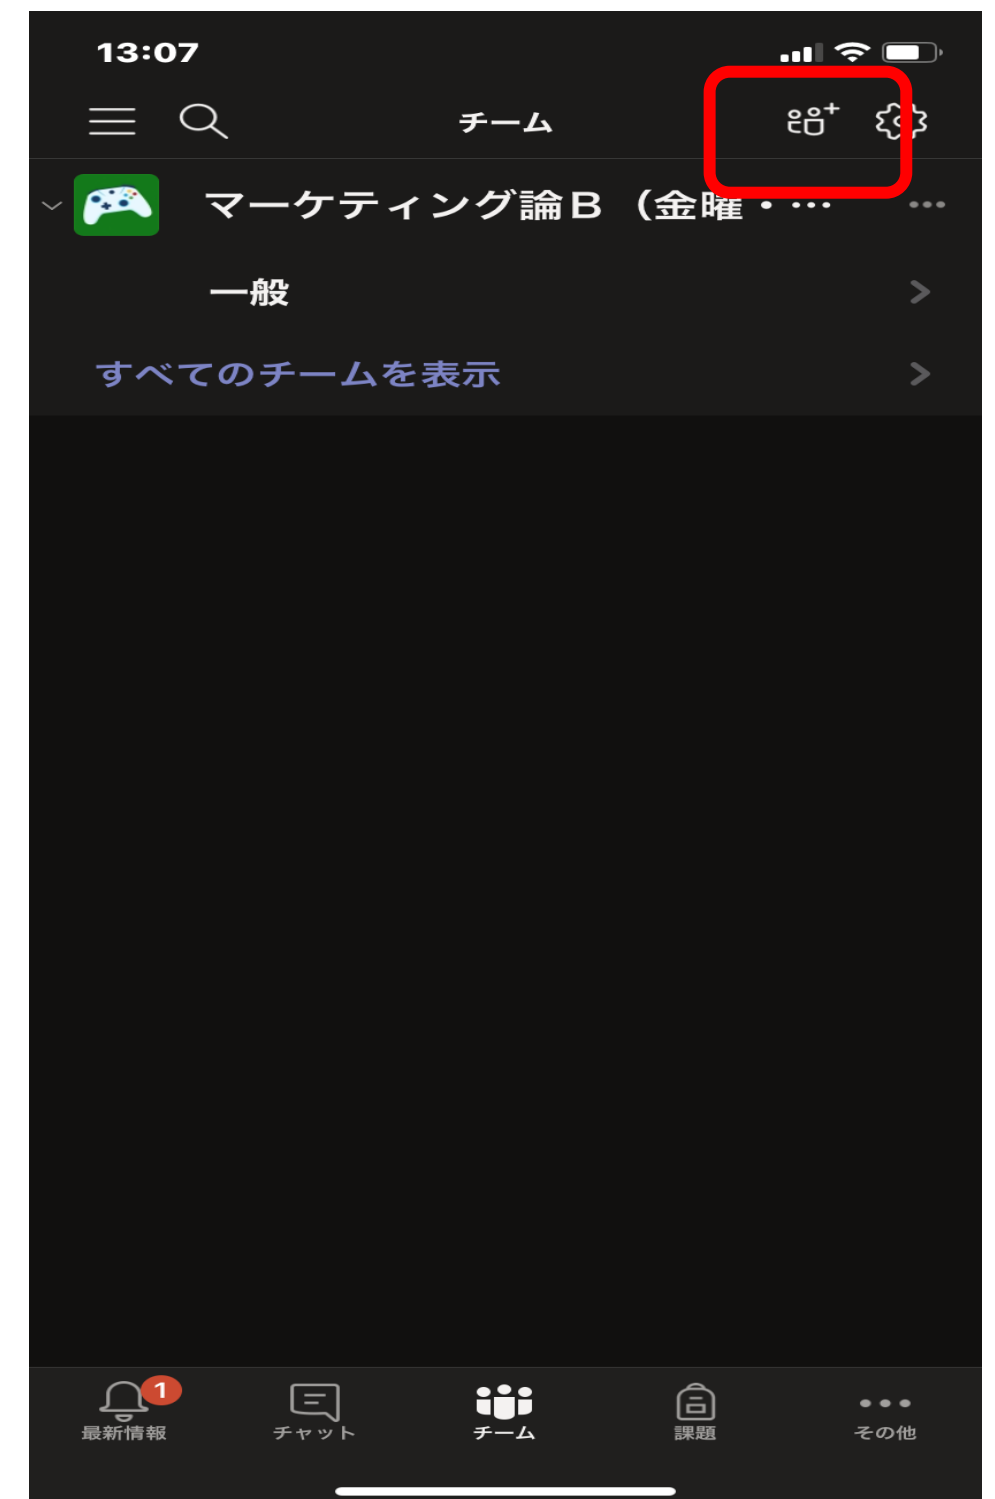 13:07
チーム
マーケティング論B（金曜・…
一般
すべてのチームを表示
1
最新情報
チャット
チーム
課題
その他